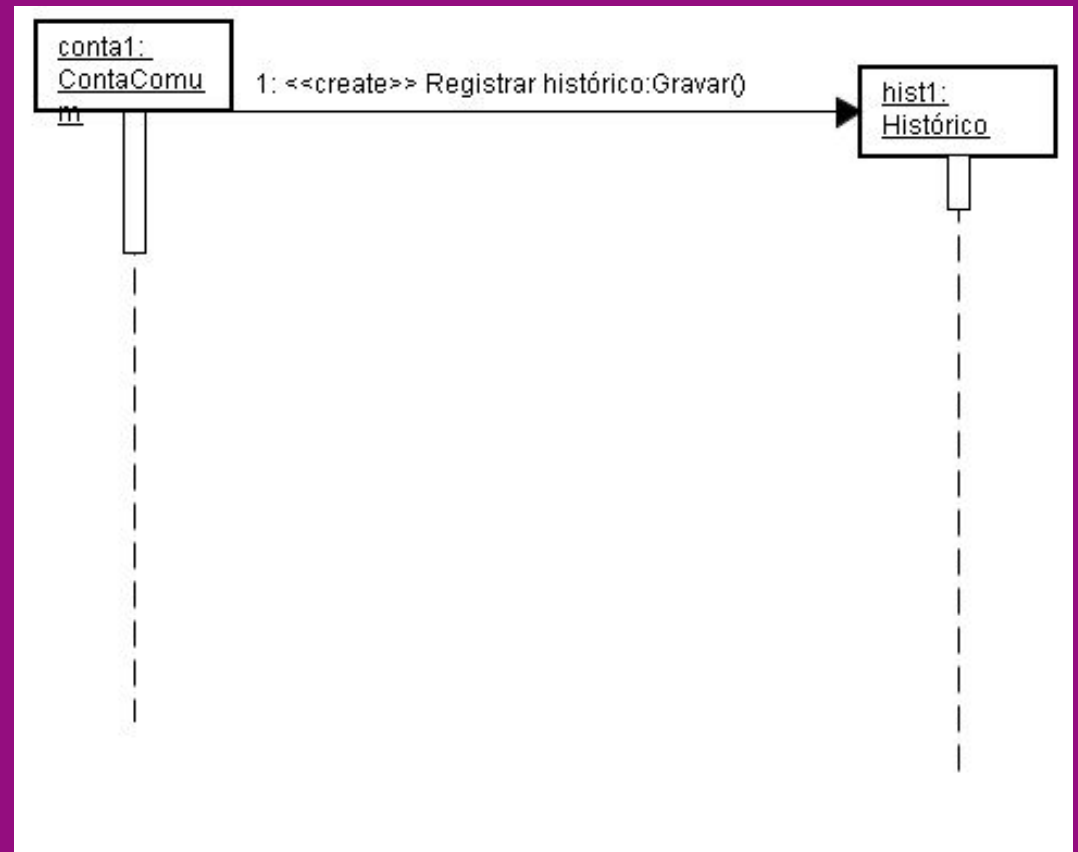 conta1:
ContaComu
m
1: <<create>> Registrar histórico:Gravar()
hist1:
Histórico